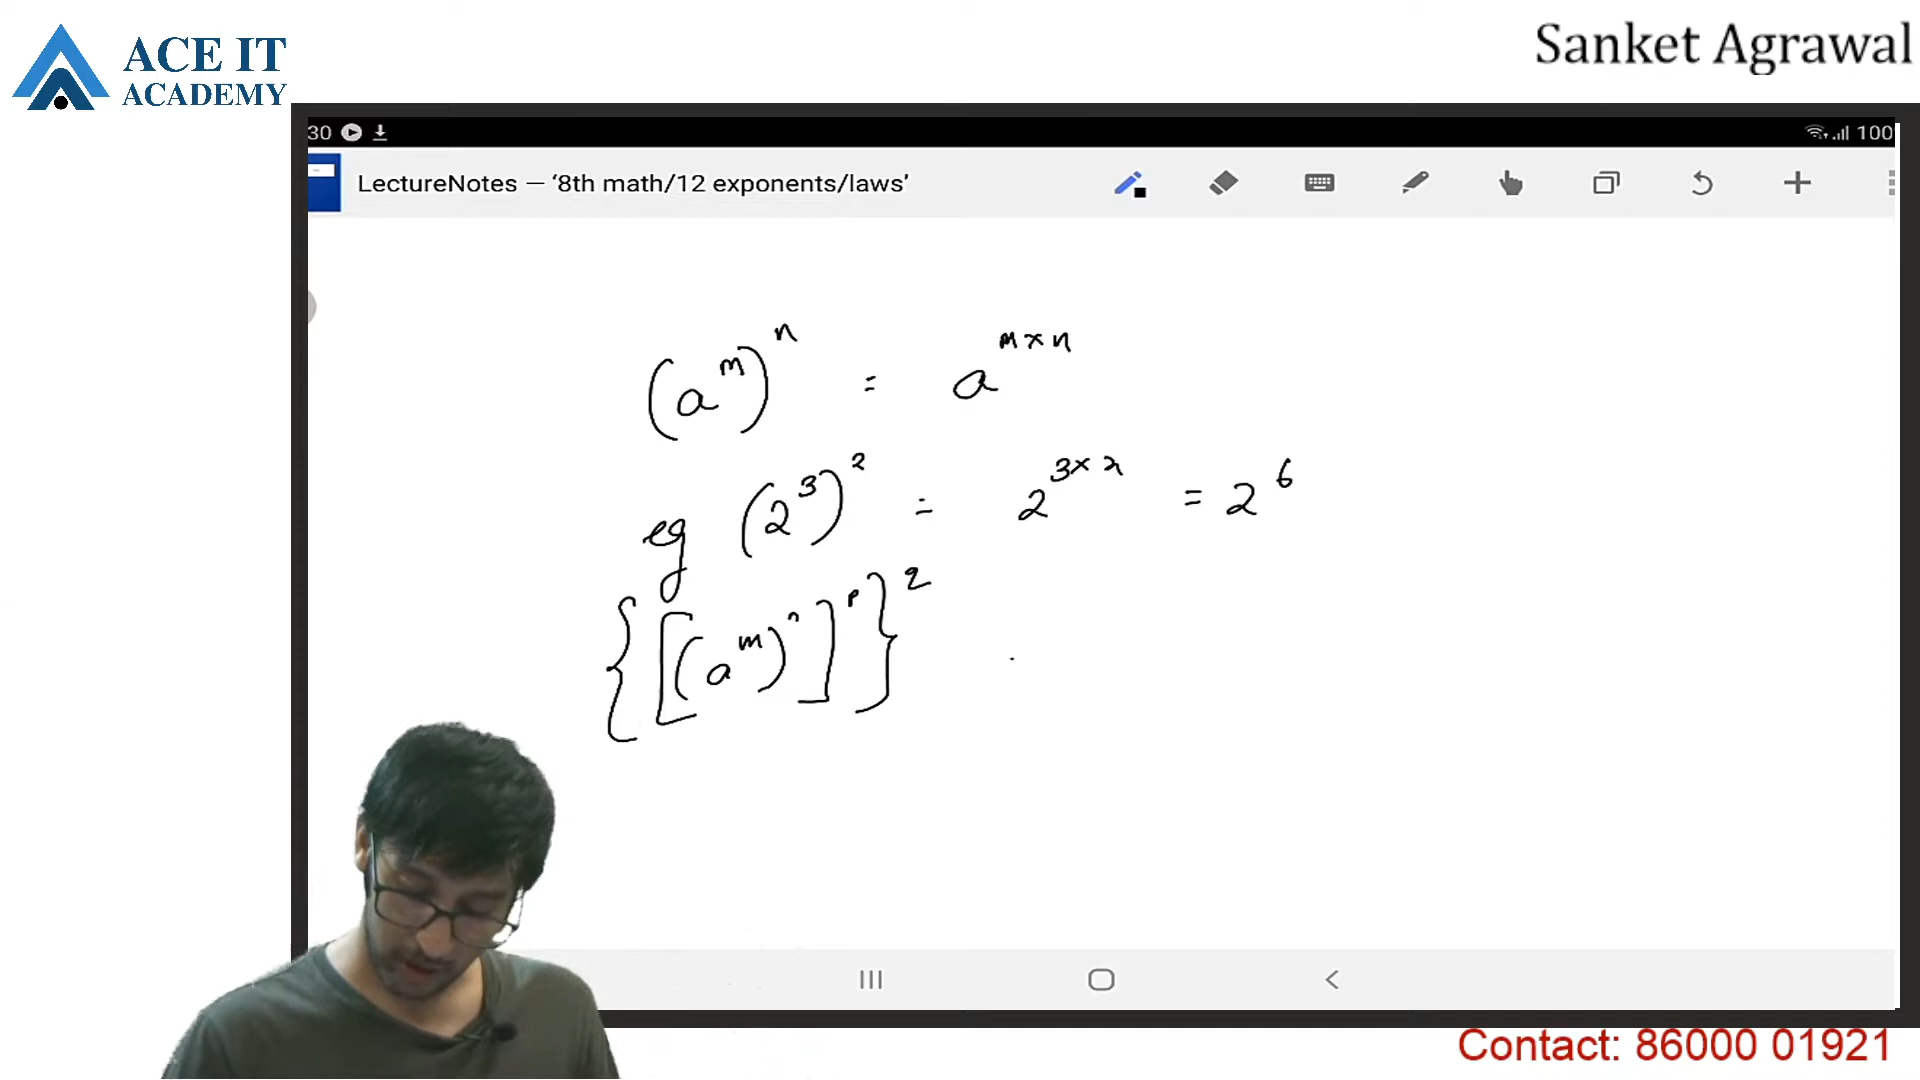 ACE IT
ACADEMY
Sanket Agrawal
30
100
LectureNotes — ‘8th math/12 exponents/laws’
(a^m)^n = a^{m×n}
eg (2^3)^2 = 2^{3×2} = 2^6
{[(a^m)^n]^p}^q
Contact: 86000 01921